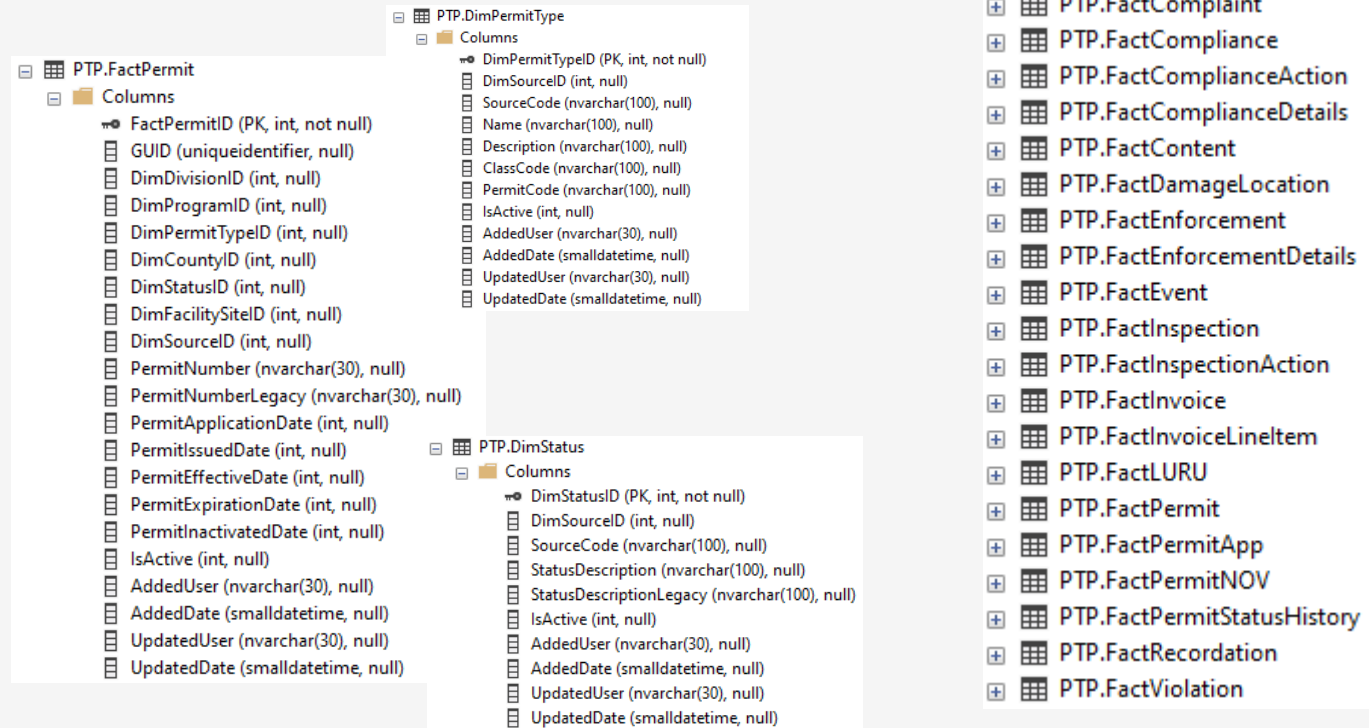 PTP.DimPermitType
Columns
DimPermitTypeID (PK, int, not null)
DimSourceID (int, null)
SourceCode (nvarchar(100), null)
Name (nvarchar(100), null)
Description (nvarchar(100), null)
ClassCode (nvarchar(100), null)
PermitCode (nvarchar(100), null)
IsActive (int, null)
AddedUser (nvarchar(30), null)
AddedDate (smalldatetime, null)
UpdatedUser (nvarchar(30), null)
UpdatedDate (smalldatetime, null)
PTP.FactPermit
Columns
FactPermitID (PK, int, not null)
GUID (uniqueidentifier, null)
DimDivisionID (int, null)
DimProgramID (int, null)
DimPermitTypeID (int, null)
DimCountyID (int, null)
DimStatusID (int, null)
DimFacilitySiteID (int, null)
DimSourceID (int, null)
PermitNumber (nvarchar(30), null)
PermitNumberLegacy (nvarchar(30), null)
PermitApplicationDate (int, null)
PermitIssuedDate (int, null)
PermitEffectiveDate (int, null)
PermitExpirationDate (int, null)
PermitInactivatedDate (int, null)
IsActive (int, null)
AddedUser (nvarchar(30), null)
AddedDate (smalldatetime, null)
UpdatedUser (nvarchar(30), null)
UpdatedDate (smalldatetime, null)
PTP.DimStatus
Columns
DimStatusID (PK, int, not null)
DimSourceID (int, null)
SourceCode (nvarchar(100), null)
StatusDescription (nvarchar(100), null)
StatusDescriptionLegacy (nvarchar(100), null)
IsActive (int, null)
AddedUser (nvarchar(30), null)
AddedDate (smalldatetime, null)
UpdatedUser (nvarchar(30), null)
UpdatedDate (smalldatetime, null)
PTP.FactComplaint
PTP.FactCompliance
PTP.FactComplianceAction
PTP.FactComplianceDetails
PTP.FactContent
PTP.FactDamageLocation
PTP.FactEnforcement
PTP.FactEnforcementDetails
PTP.FactEvent
PTP.FactInspection
PTP.FactInspectionAction
PTP.FactInvoice
PTP.FactInvoiceLineItem
PTP.FactLURU
PTP.FactPermit
PTP.FactPermitApp
PTP.FactPermitNOV
PTP.FactPermitStatusHistory
PTP.FactRecordation
PTP.FactViolation